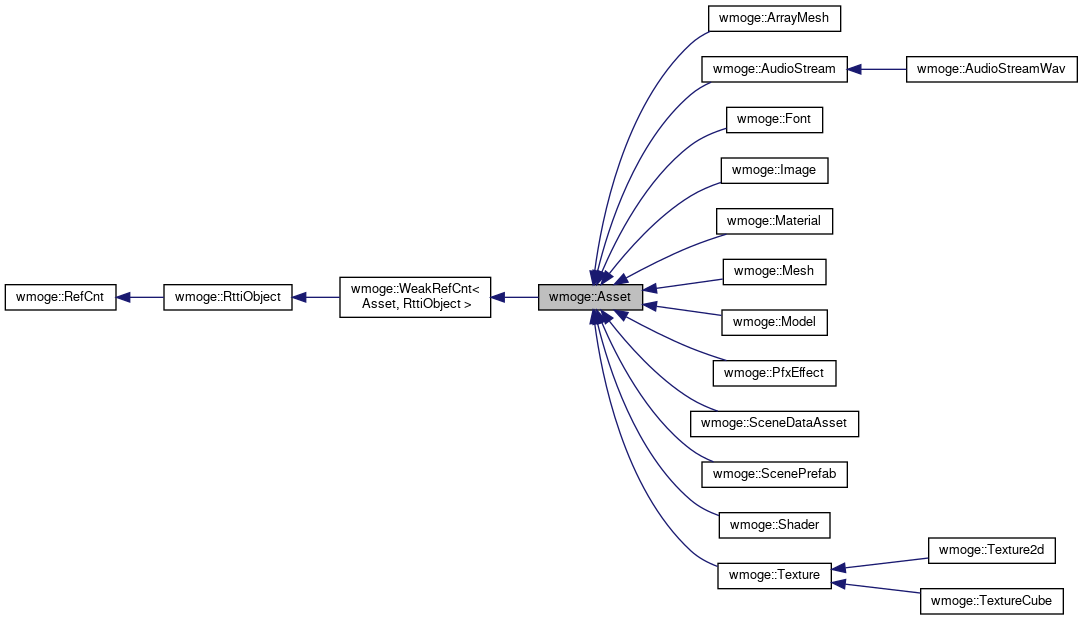 wmoge::RefCnt
wmoge::RttiObject
wmoge::WeakRefCnt<
Asset, RttiObject >
wmoge::Asset
wmoge::ArrayMesh
wmoge::AudioStream
wmoge::AudioStreamWav
wmoge::Font
wmoge::Image
wmoge::Material
wmoge::Mesh
wmoge::Model
wmoge::PfxEffect
wmoge::SceneDataAsset
wmoge::ScenePrefab
wmoge::Shader
wmoge::Texture
wmoge::Texture2d
wmoge::TextureCube